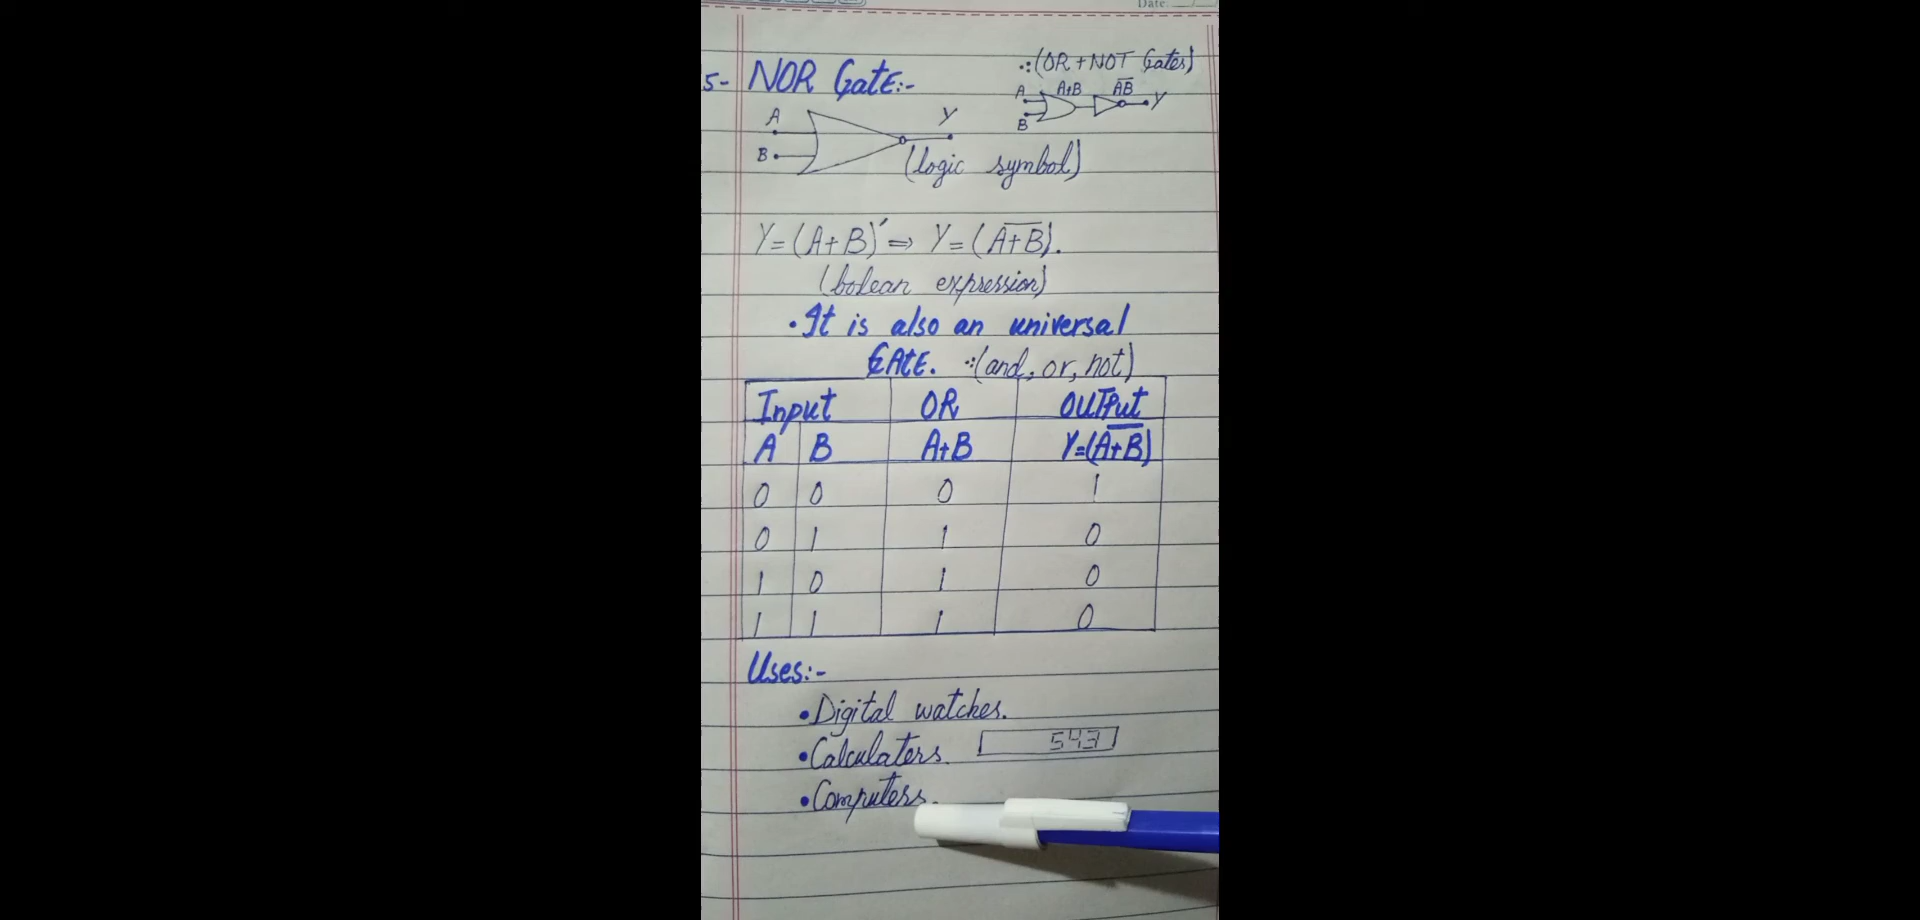 Date:
5- NOR Gate:-
∴(OR + NOT Gates)
A A+B A̅B̅ Y
B
A Y
B
(logic symbol)
Y = (A+B)′ ⇒ Y = (A̅+̅B̅).
(bolean expression)
•It is also an universal
GATE. ∵(and, or, not)
Input OR OUTPut
A B A+B Y=(A̅+̅B̅)
0 0 0 1
0 1 1 0
1 0 1 0
1 1 1 0
Uses:-
•Digital watches.
•Calculaters. 543
•Computers.